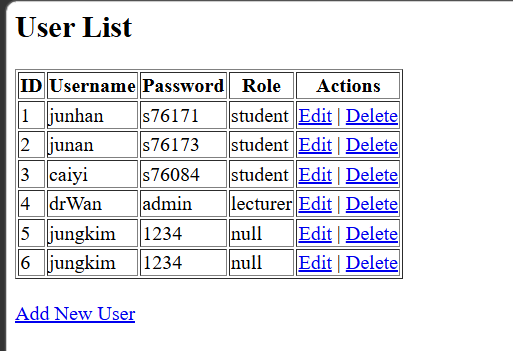 User List
ID Username Password Role Actions
1 junhan s76171 student Edit | Delete
2 junan s76173 student Edit | Delete
3 caiyi s76084 student Edit | Delete
4 drWan admin lecturer Edit | Delete
5 jungkim 1234 null Edit | Delete
6 jungkim 1234 null Edit | Delete
Add New User